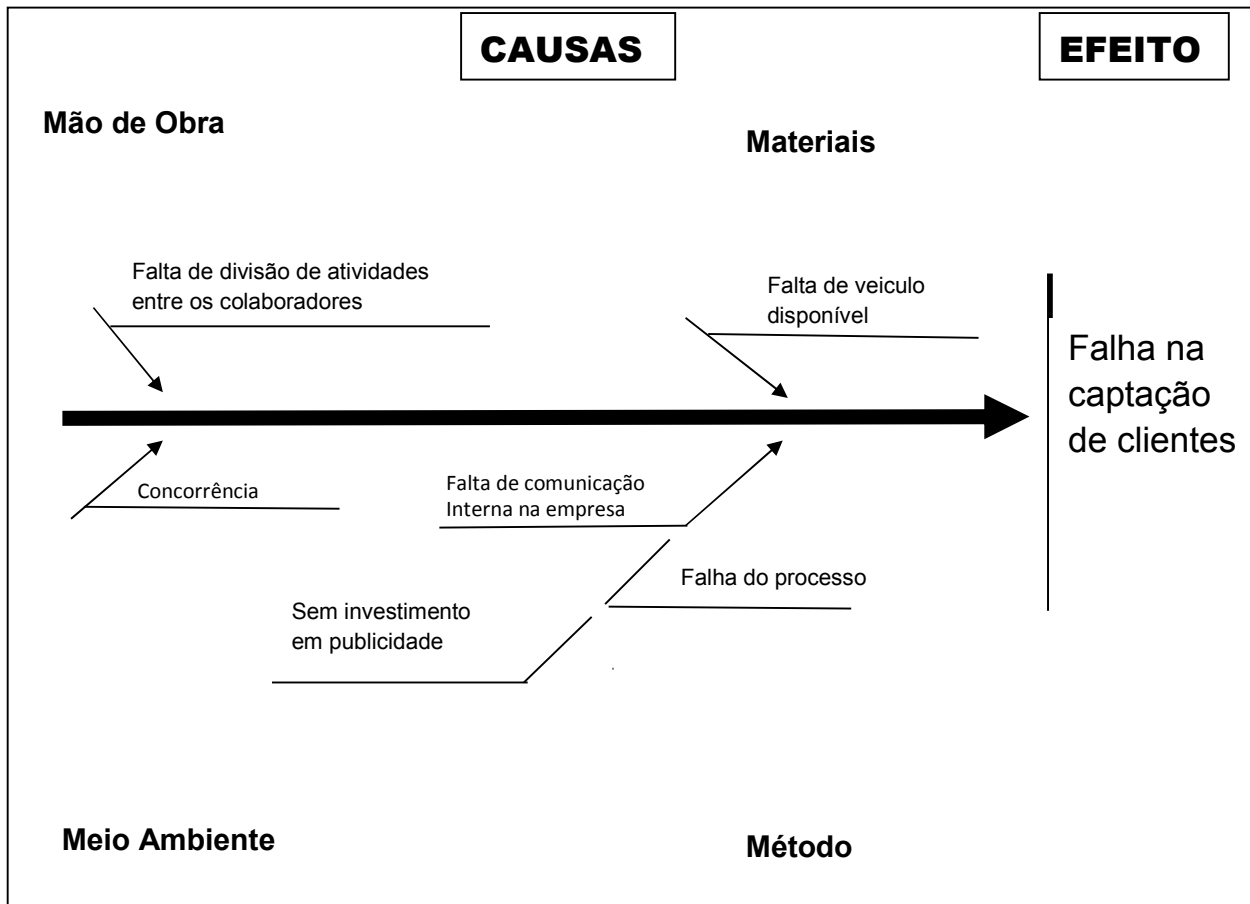 CAUSAS
EFEITO
Mão de Obra
Materiais
Falta de divisão de atividades
entre os colaboradores
Falta de veiculo
disponível
Falha na
captação
de clientes
Concorrência
Falta de comunicação
Interna na empresa
Falha do processo
Sem investimento
em publicidade
Meio Ambiente
Método